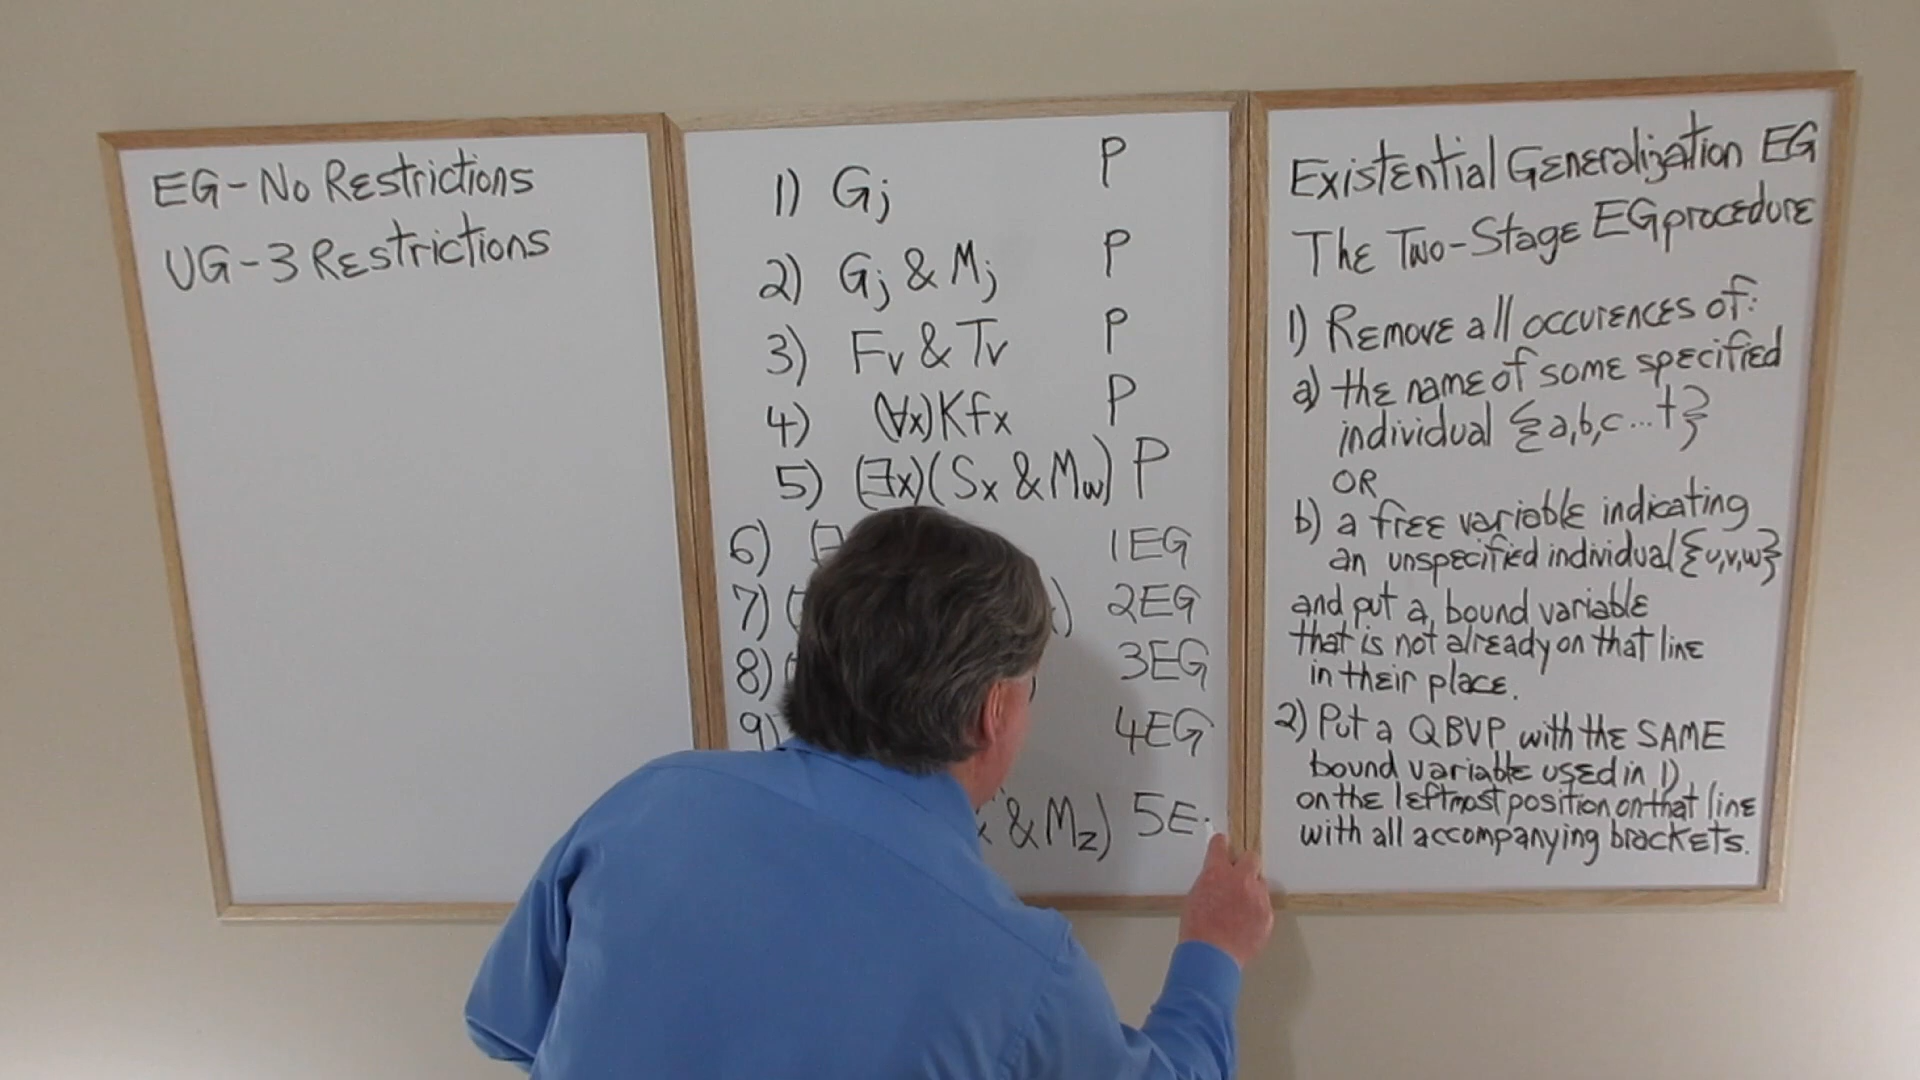 EG - No Restrictions
UG - 3 Restrictions
1) Gj P
2) Gj & Mj P
3) Fv & Tv P
4) (∀x)Kfx P
5) (∃x)(Sx & Mw) P
6) (∃ 1EG
7) ( ) 2EG
8) ( ) 3EG
9) 4EG
& Mz) 5E
Existential Generalization EG
The Two-Stage EG procedure
1) Remove all occurences of:
a) the name of some specified
individual {a,b,c...t}
OR
b) a free variable indicating
an unspecified individual {u,v,w}
and put a bound variable
that is not already on that line
in their place.
2) Put a QBVP with the SAME
bound variable used in 1)
on the leftmost position on that line
with all accompanying brackets.